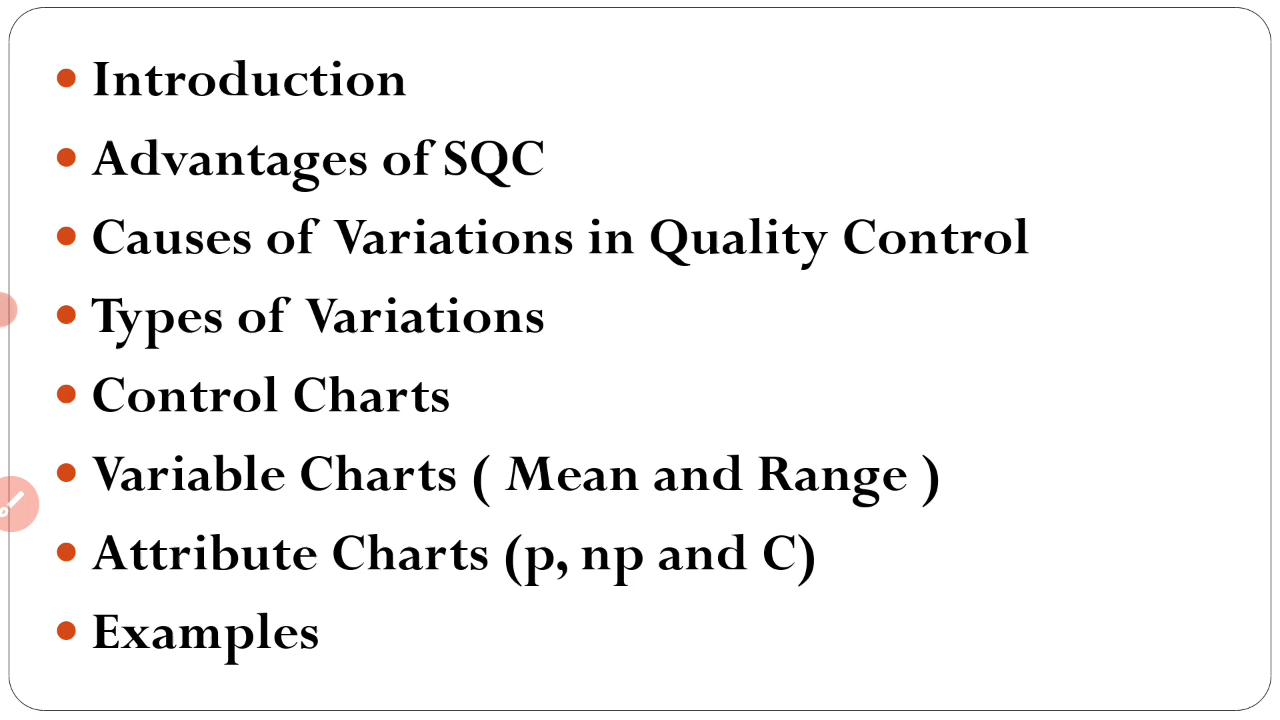 • Introduction
• Advantages of SQC
• Causes of Variations in Quality Control
• Types of Variations
• Control Charts
• Variable Charts ( Mean and Range )
• Attribute Charts (p, np and C)
• Examples